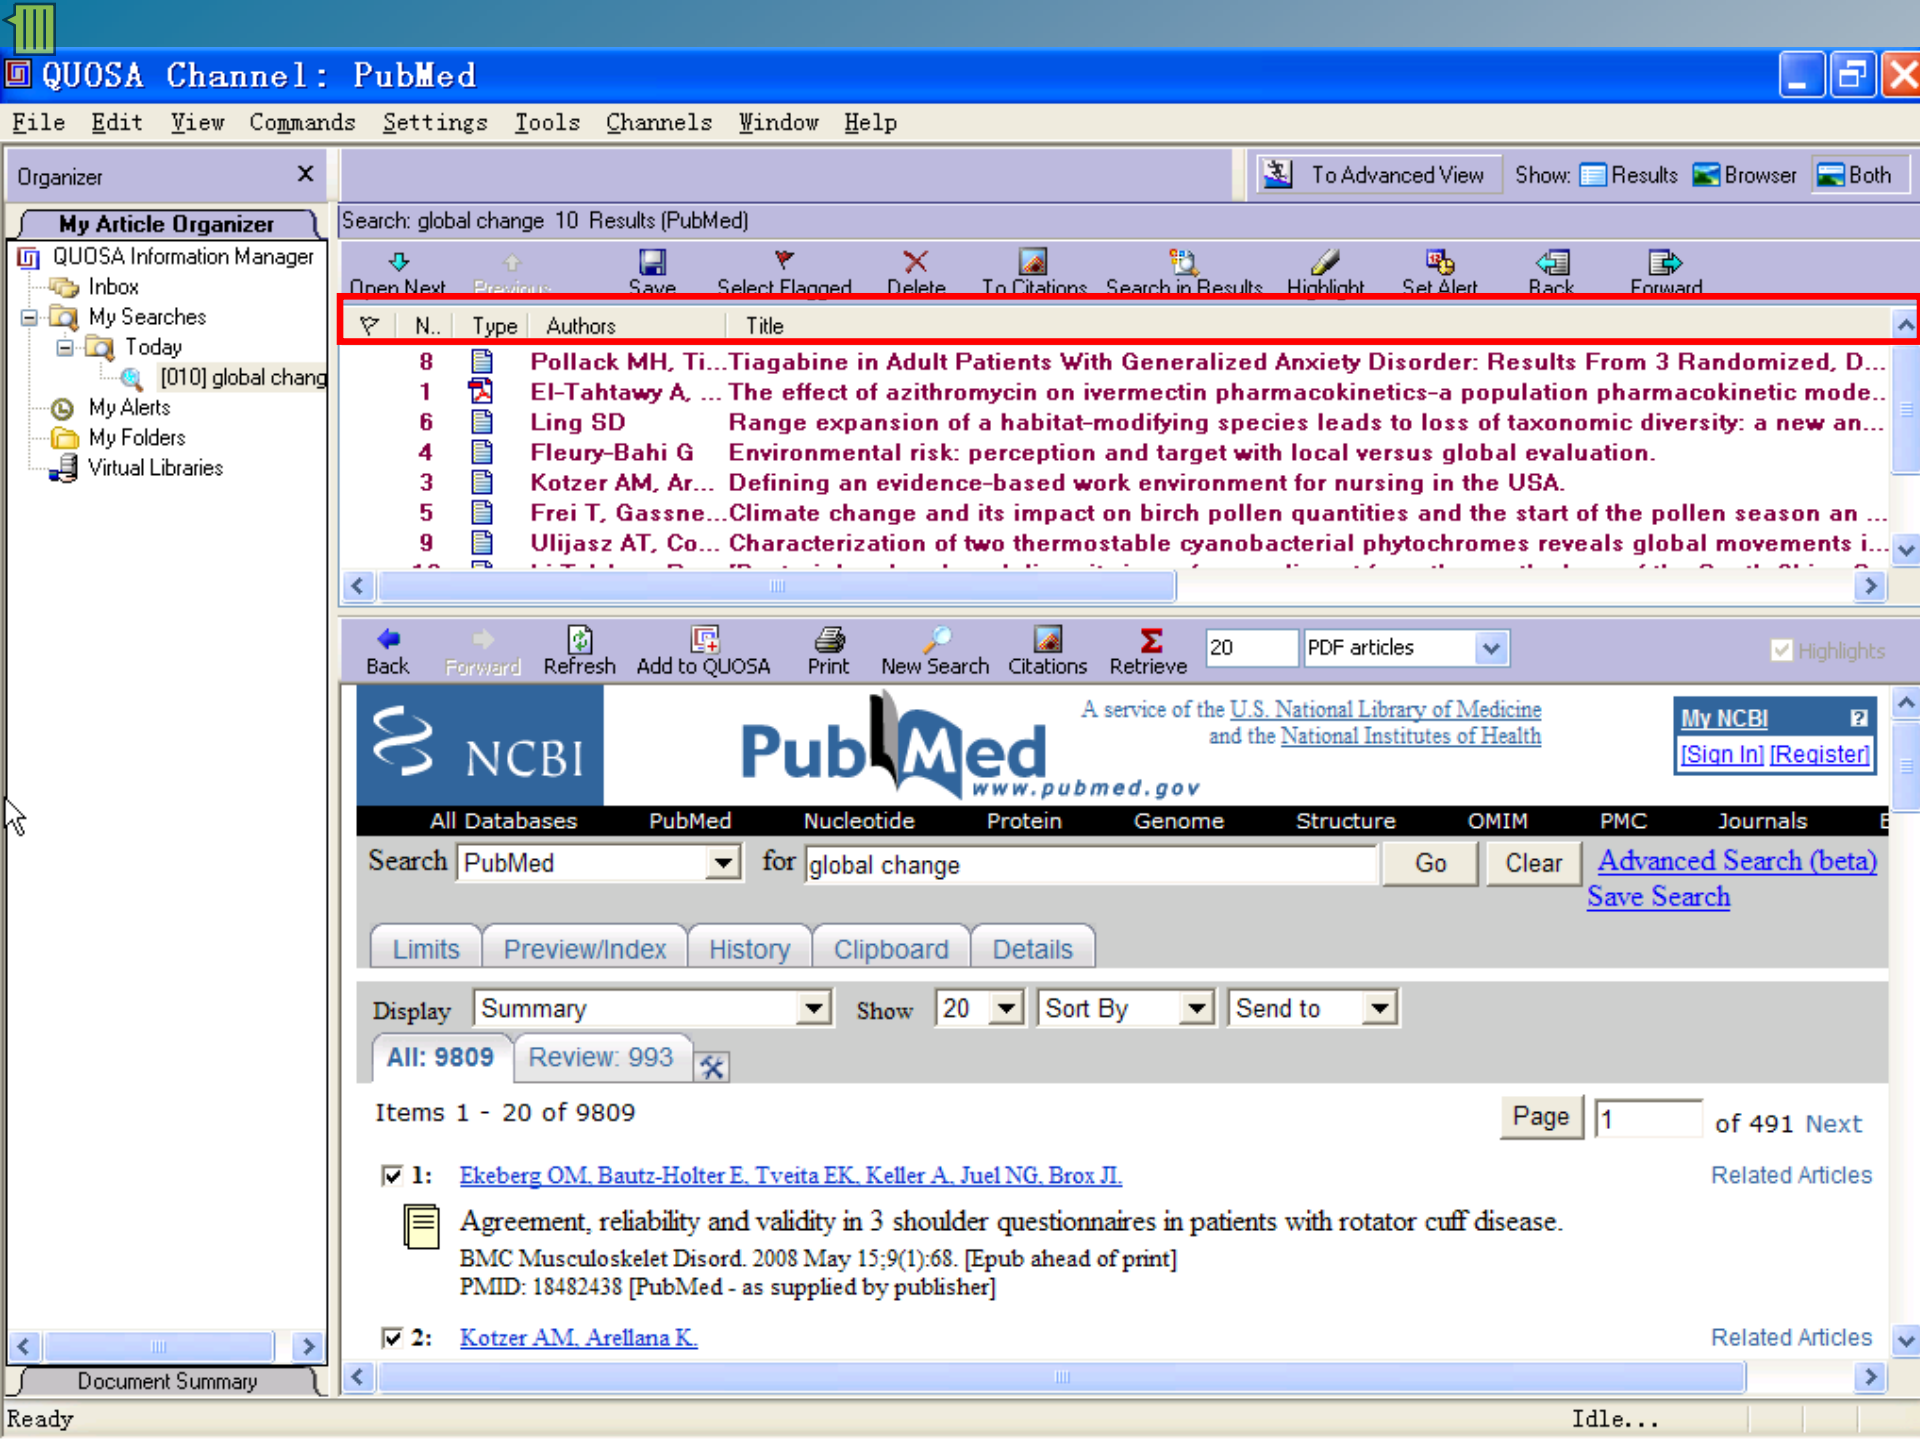 QUOSA Channel: PubMed
File Edit View Commands Settings Tools Channels Window Help
Organizer X
To Advanced View Show: Results Browser Both
My Article Organizer
Search: global change 10 Results (PubMed)
QUOSA Information Manager
Inbox
My Searches
Today
[010] global chang
My Alerts
My Folders
Virtual Libraries
Open Next Previous Save Select Flagged Delete To Citations Search in Results Highlight Set Alert Back Forward
N.. Type Authors Title
8 Pollack MH, Ti...Tiagabine in Adult Patients With Generalized Anxiety Disorder: Results From 3 Randomized, D...
1 El-Tahtawy A, ...The effect of azithromycin on ivermectin pharmacokinetics-a population pharmacokinetic mode..
6 Ling SD Range expansion of a habitat-modifying species leads to loss of taxonomic diversity: a new an...
4 Fleury-Bahi G Environmental risk: perception and target with local versus global evaluation.
3 Kotzer AM, Ar... Defining an evidence-based work environment for nursing in the USA.
5 Frei T, Gassne...Climate change and its impact on birch pollen quantities and the start of the pollen season an ...
9 Ulijasz AT, Co... Characterization of two thermostable cyanobacterial phytochromes reveals global movements i...
Back Forward Refresh Add to QUOSA Print New Search Citations Retrieve 20 PDF articles Highlights
NCBI
PubMed
www.pubmed.gov
A service of the U.S. National Library of Medicine
and the National Institutes of Health
My NCBI ?
[Sign In] [Register]
All Databases PubMed Nucleotide Protein Genome Structure OMIM PMC Journals
Search PubMed for global change Go Clear Advanced Search (beta)
Save Search
Limits Preview/Index History Clipboard Details
Display Summary Show 20 Sort By Send to
All: 9809 Review: 993
Items 1 - 20 of 9809 Page 1 of 491 Next
1: Ekeberg OM, Bautz-Holter E, Tveita EK, Keller A, Juel NG, Brox JI. Related Articles
Agreement, reliability and validity in 3 shoulder questionnaires in patients with rotator cuff disease.
BMC Musculoskelet Disord. 2008 May 15;9(1):68. [Epub ahead of print]
PMID: 18482438 [PubMed - as supplied by publisher]
2: Kotzer AM, Arellana K. Related Articles
Document Summary
Ready Idle...